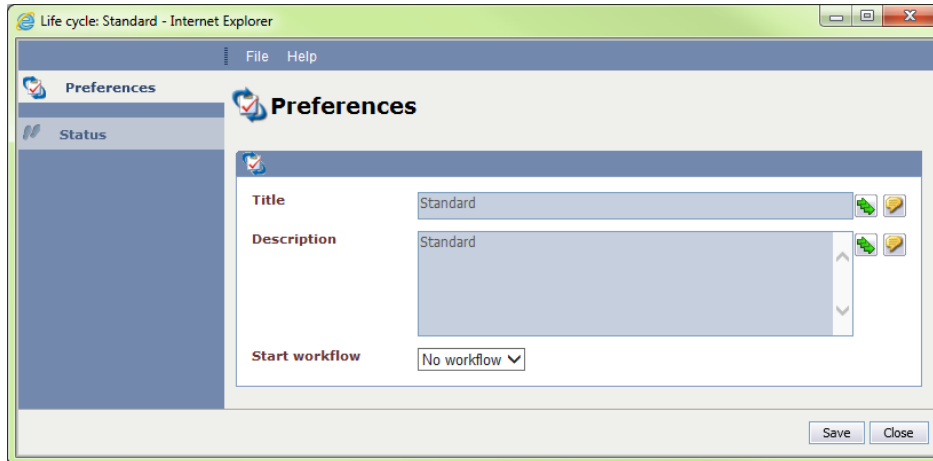 Life cycle: Standard - Internet Explorer
File Help
Preferences
Status
Preferences
Title
Standard
Description
Standard
Start workflow
No workflow
Save Close